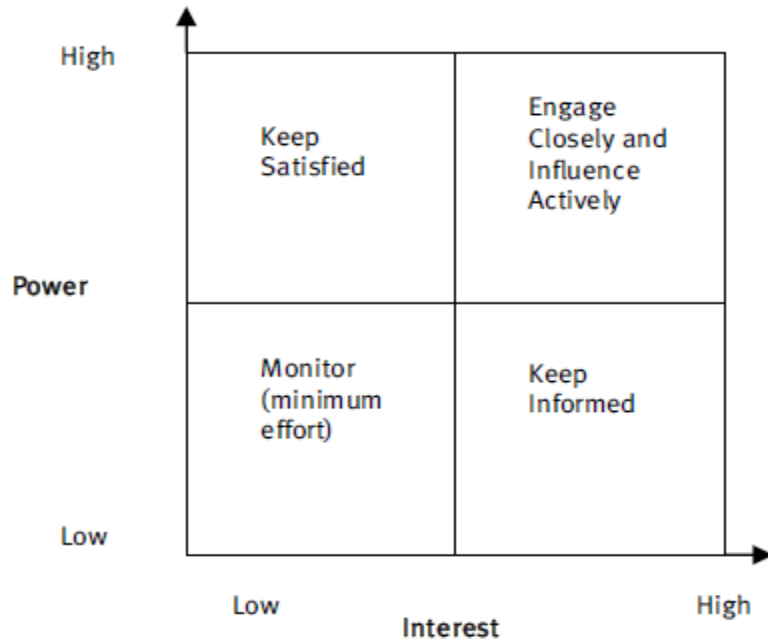 High
Keep
Satisfied
Engage
Closely and
Influence
Actively
Power
Monitor
(minimum
effort)
Keep
Informed
Low
Low
Interest
High